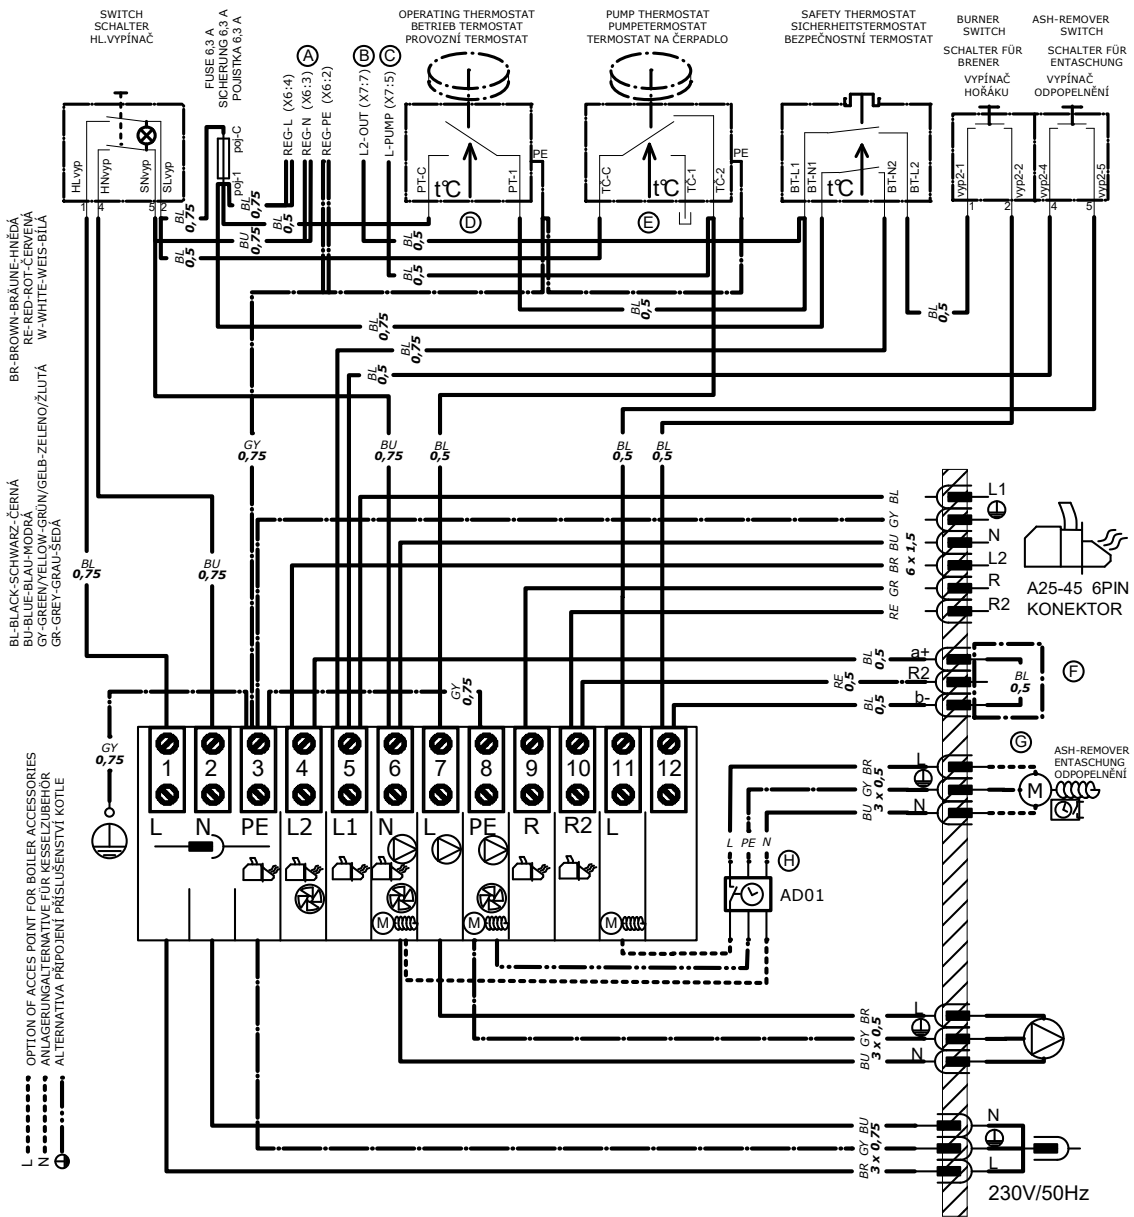 SWITCH
SCHALTER
HL.VYPÍNAČ
FUSE 6,3 A
SICHERUNG 6,3 A
POJISTKA 6,3 A
REG-L (X6:4)
REG-N (X6:3)
REG-PE (X6:2)
A
B
C
L2-OUT (X7:7)
L-PUMP (X7:5)
OPERATING THERMOSTAT
BETRIEB TERMOSTAT
PROVOZNÍ TERMOSTAT
PUMP THERMOSTAT
PUMPETERMOSTAT
TERMOSTAT NA ČERPADLO
SAFETY THERMOSTAT
SICHERHEITSTERMOSTAT
BEZPEČNOSTNÍ TERMOSTAT
BURNER
SWITCH
SCHALTER FÜR
BRENER
VYPÍNAČ
HOŘÁKU
ASH-REMOVER
SWITCH
SCHALTER FÜR
ENTASCHUNG
VYPÍNAČ
ODPOPELNĚNÍ
HLvyp
HNvyp
SNvyp
SLvyp
1 4 5 2
poj-C
poj-1
PT-C
t°C
PT-1
PE
D
TČ-C
t°C
TČ-1
TČ-2
PE
E
BT-L1
BT-N1
t°C
BT-N2
BT-L2
vyp2-1
vyp2-2
vyp2-4
vyp2-5
1 2 4 5
BL
0,75
BL
0,75
BL
0,5
BU
0,75
BL
0,5
BL
0,5
BL
0,5
BL
0,5
BL
0,5
BL
0,75
BL
0,75
BL
0,5
BR-BROWN-BRÄUNE-HNĚDÁ
RE-RED-ROT-ČERVENÁ
W-WHITE-WEIS-BÍLÁ
BL-BLACK-SCHWARZ-ČERNÁ
BU-BLUE-BLAU-MODRÁ
GY-GREEN/YELLOW-GRÜN/GELB-ZELENO/ŽLUTÁ
GR-GREY-GRAU-ŠEDÁ
GY
0,75
BU
0,75
BL
0,5
BL
0,5
BL
0,5
BL
0,75
BU
0,75
BL
GY
BU
BR
GR
RE
6 x 1,5
L1
N
L2
R
R2
A25-45 6PIN
KONEKTOR
BL
0,5
a+
RE
0,5
R2
BL
0,5
b-
BL
0,5
F
GY
0,75
GY
0,75
G
ASH-REMOVER
ENTASCHUNG
ODPOPELNĚNÍ
BR
GY
BU
3 x 0,5
L
N
M
1 2 3 4 5 6 7 8 9 10 11 12
L N PE L2 L1 N L PE R R2 L
M
M
M
L PE N
H
AD01
OPTION OF ACCES POINT FOR BOILER ACCESSORIES
ANLAGERUNGALTERNATIVE FÜR KESSELZUBEHÖR
ALTERNATIVA PŘIPOJENÍ PŘÍSLUŠENSTVÍ KOTLE
L
N
BR
GY
BU
3 x 0,5
L
N
BU
GY
BR
3 x 0,75
N
L
230V/50Hz